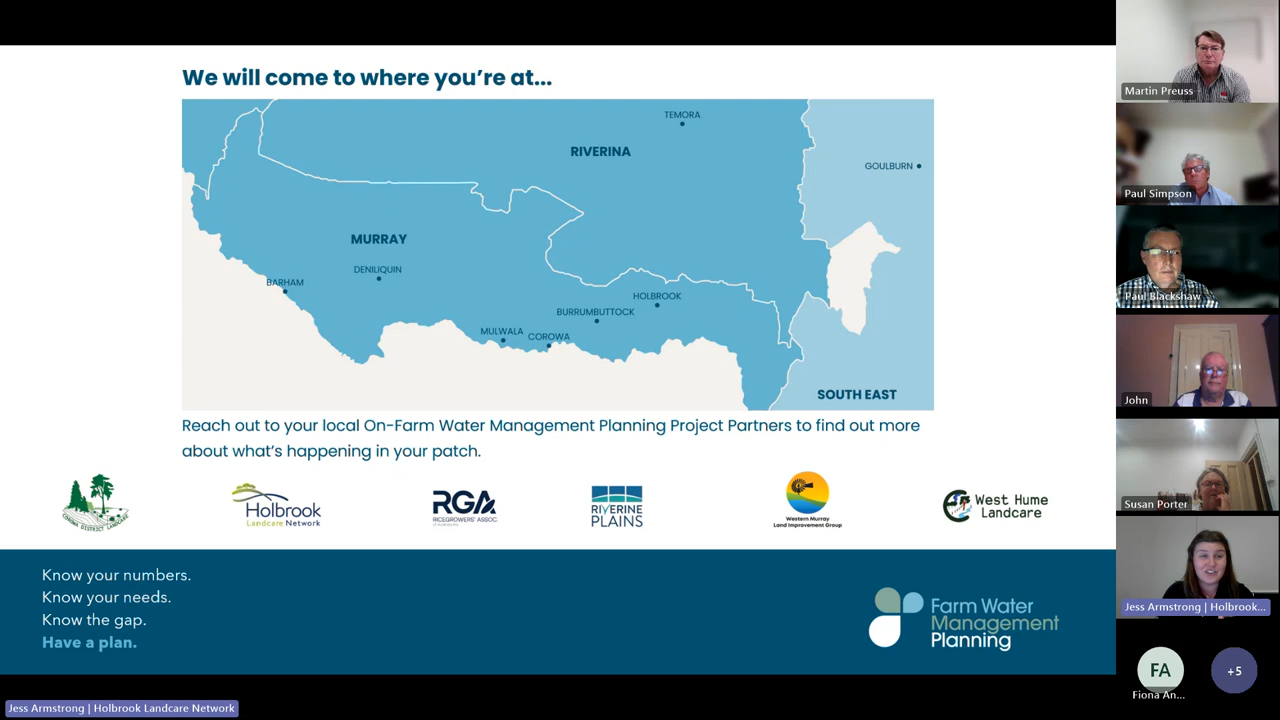 We will come to where you're at...
TEMORA
RIVERINA
GOULBURN
MURRAY
DENILIQUIN
BARHAM
HOLBROOK
BURRUMBUTTOCK
MULWALA
COROWA
SOUTH EAST
Reach out to your local On-Farm Water Management Planning Project Partners to find out more
about what's happening in your patch.
Holbrook
Landcare Network
RGA
RICEGROWERS' ASSOC.
RIVERINE
PLAINS
Western Murray
Land Improvement Group
West Hume
Landcare
Know your numbers.
Know your needs.
Know the gap.
Have a plan.
Farm Water
Management
Planning
Jess Armstrong | Holbrook Landcare Network
Martin Preuss
Paul Simpson
Paul Blackshaw
John
Susan Porter
Jess Armstrong | Holbrook...
FA
Fiona An...
+5